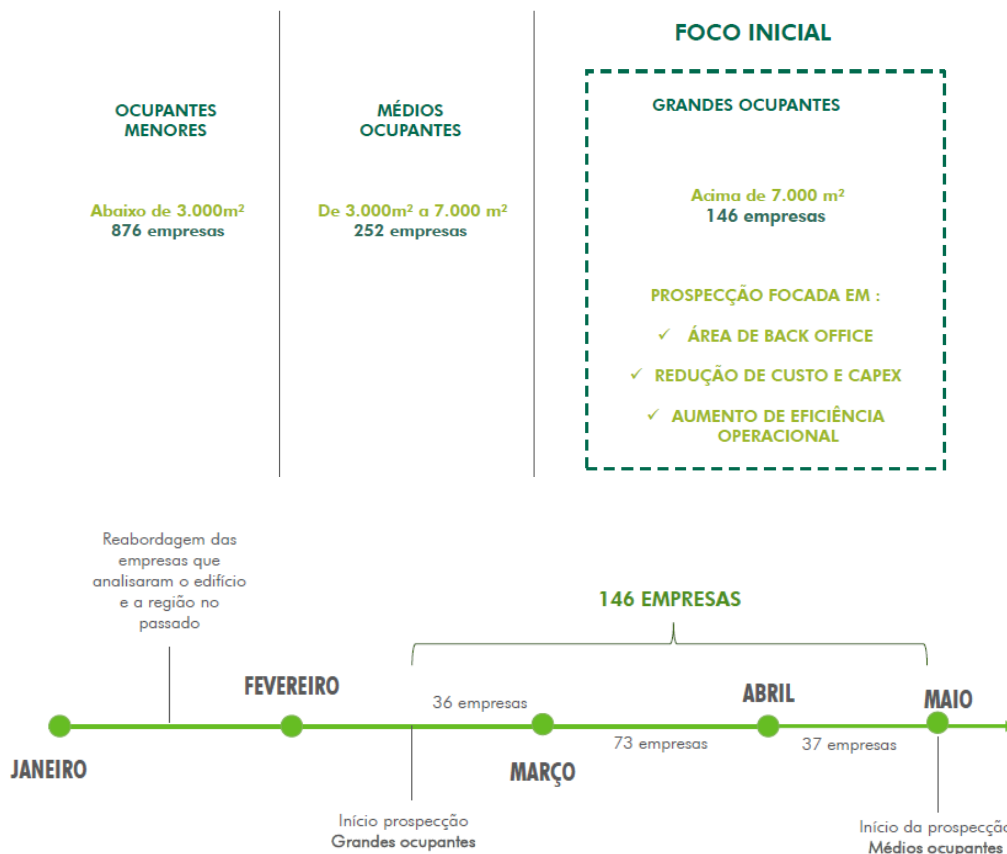 FOCO INICIAL
OCUPANTES
MENORES
Abaixo de 3.000m²
876 empresas
MÉDIOS
OCUPANTES
De 3.000m² a 7.000 m²
252 empresas
GRANDES OCUPANTES
Acima de 7.000 m²
146 empresas
PROSPECÇÃO FOCADA EM :
✓ ÁREA DE BACK OFFICE
✓ REDUÇÃO DE CUSTO E CAPEX
✓ AUMENTO DE EFICIÊNCIA
OPERACIONAL
Reabordagem das
empresas que
analisaram o edifício
e a região no
passado
146 EMPRESAS
JANEIRO
FEVEREIRO
36 empresas
MARÇO
73 empresas
ABRIL
37 empresas
MAIO
Início prospecção
Grandes ocupantes
Início da prospecção
Médios ocupantes